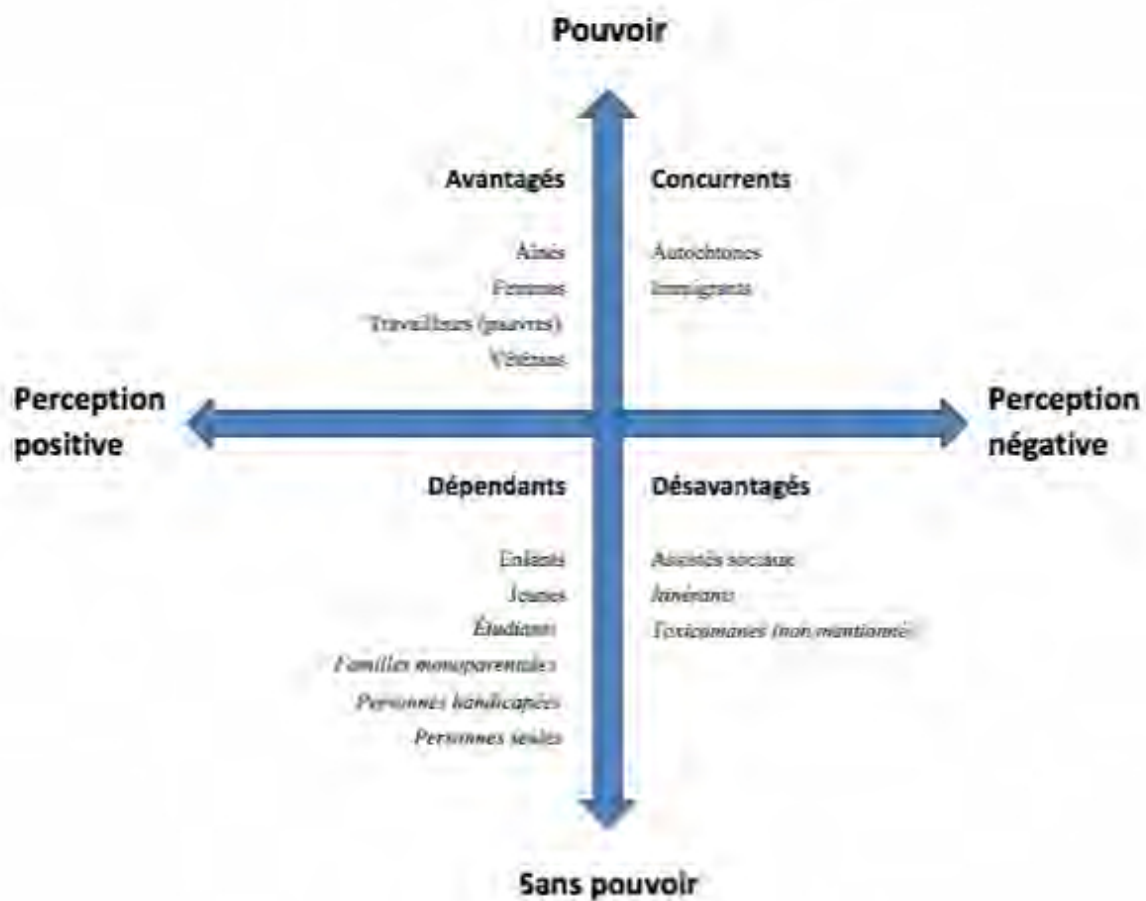 Pouvoir
Avantagés
Concurrents
Aînés
Femmes
Travailleurs (pauvres)
Vétérans
Autochtones
Immigrants
Perception
positive
Perception
négative
Dépendants
Désavantagés
Enfants
Jeunes
Étudiants
Familles monoparentales
Personnes handicapées
Personnes seules
Assistés sociaux
Itinérants
Toxicomanes (non mentionné)
Sans pouvoir